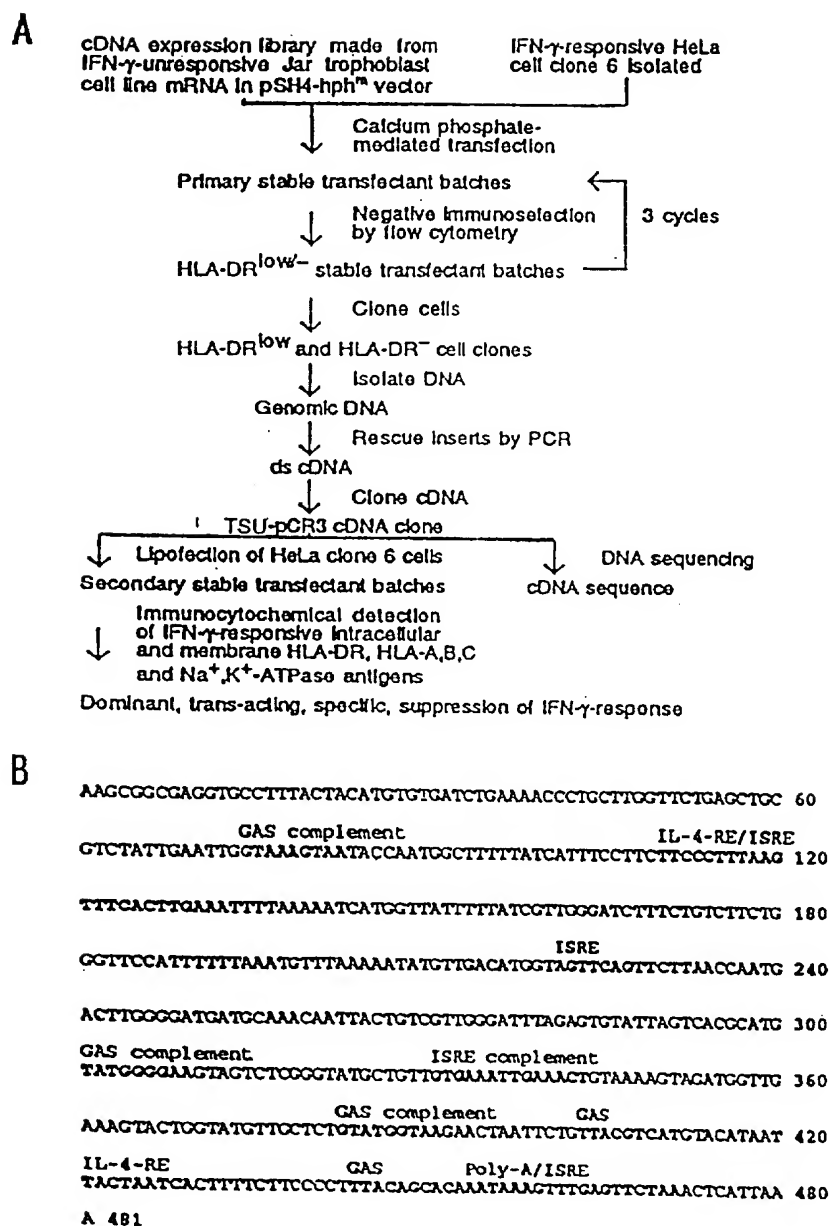 A
cDNA expression library made from
IFN-γ-unresponsive Jar trophoblast
cell line mRNA in pSH4-hphᵐ vector
IFN-γ-responsive HeLa
cell clone 6 isolated
Calcium phosphate-
mediated transfection
Primary stable transfectant batches
Negative immunoselection
by flow cytometry
3 cycles
HLA-DRlow/- stable transfectant batches
Clone cells
HLA-DRlow and HLA-DR– cell clones
Isolate DNA
Genomic DNA
Rescue inserts by PCR
ds cDNA
Clone cDNA
TSU-pCR3 cDNA clone
Lipofection of HeLa clone 6 cells
DNA sequencing
Secondary stable transfectant batches
cDNA sequence
Immunocytochemical detection
of IFN-γ-responsive intracellular
and membrane HLA-DR, HLA-A,B,C
and Na+,K+-ATPase antigens
Dominant, trans-acting, specific, suppression of IFN-γ-response
B
AAGCGGCGAGGTGCCTTTACTACATGTGTGATCTGAAAACCCTGCTTGGTTCTGAGCTGC 60
GAS complement IL-4-RE/ISRE
GTCTATTGAATTGGTAAAGTAATACCAATGGCTTTTTATCATTTCCTTCTTCCCTTTAAG 120
TTTCACTTGAAATTTTAAAAATCATGGTTATTTTTATCGTTGGGATCTTTCTGTCTTCTG 180
ISRE
GGTTCCATTTTTTAAATGTTTAAAAATATGTTGACATGGTAGTTCAGTTCTTAACCAATG 240
ACTTGGGGATGATGCAAACAATTACTGTCGTTGGGATTTAGAGTGTATTAGTCACGCATG 300
GAS complement ISRE complement
TATGGGGAAGTAGTCTCGGGTATGCTGTTGTGAAATTGAAACTGTAAAAGTAGATGGTTG 360
GAS complement GAS
AAAGTACTGGTATGTTGCTCTGTATGGTAAGAACTAATTCTGTTACGTCATGTACATAAT 420
IL-4-RE GAS Poly-A/ISRE
TACTAATCACTTTTCTTCCCCTTTACAGCACAAATAAAGTTTGAGTTCTAAACTCATTAA 480
A 481